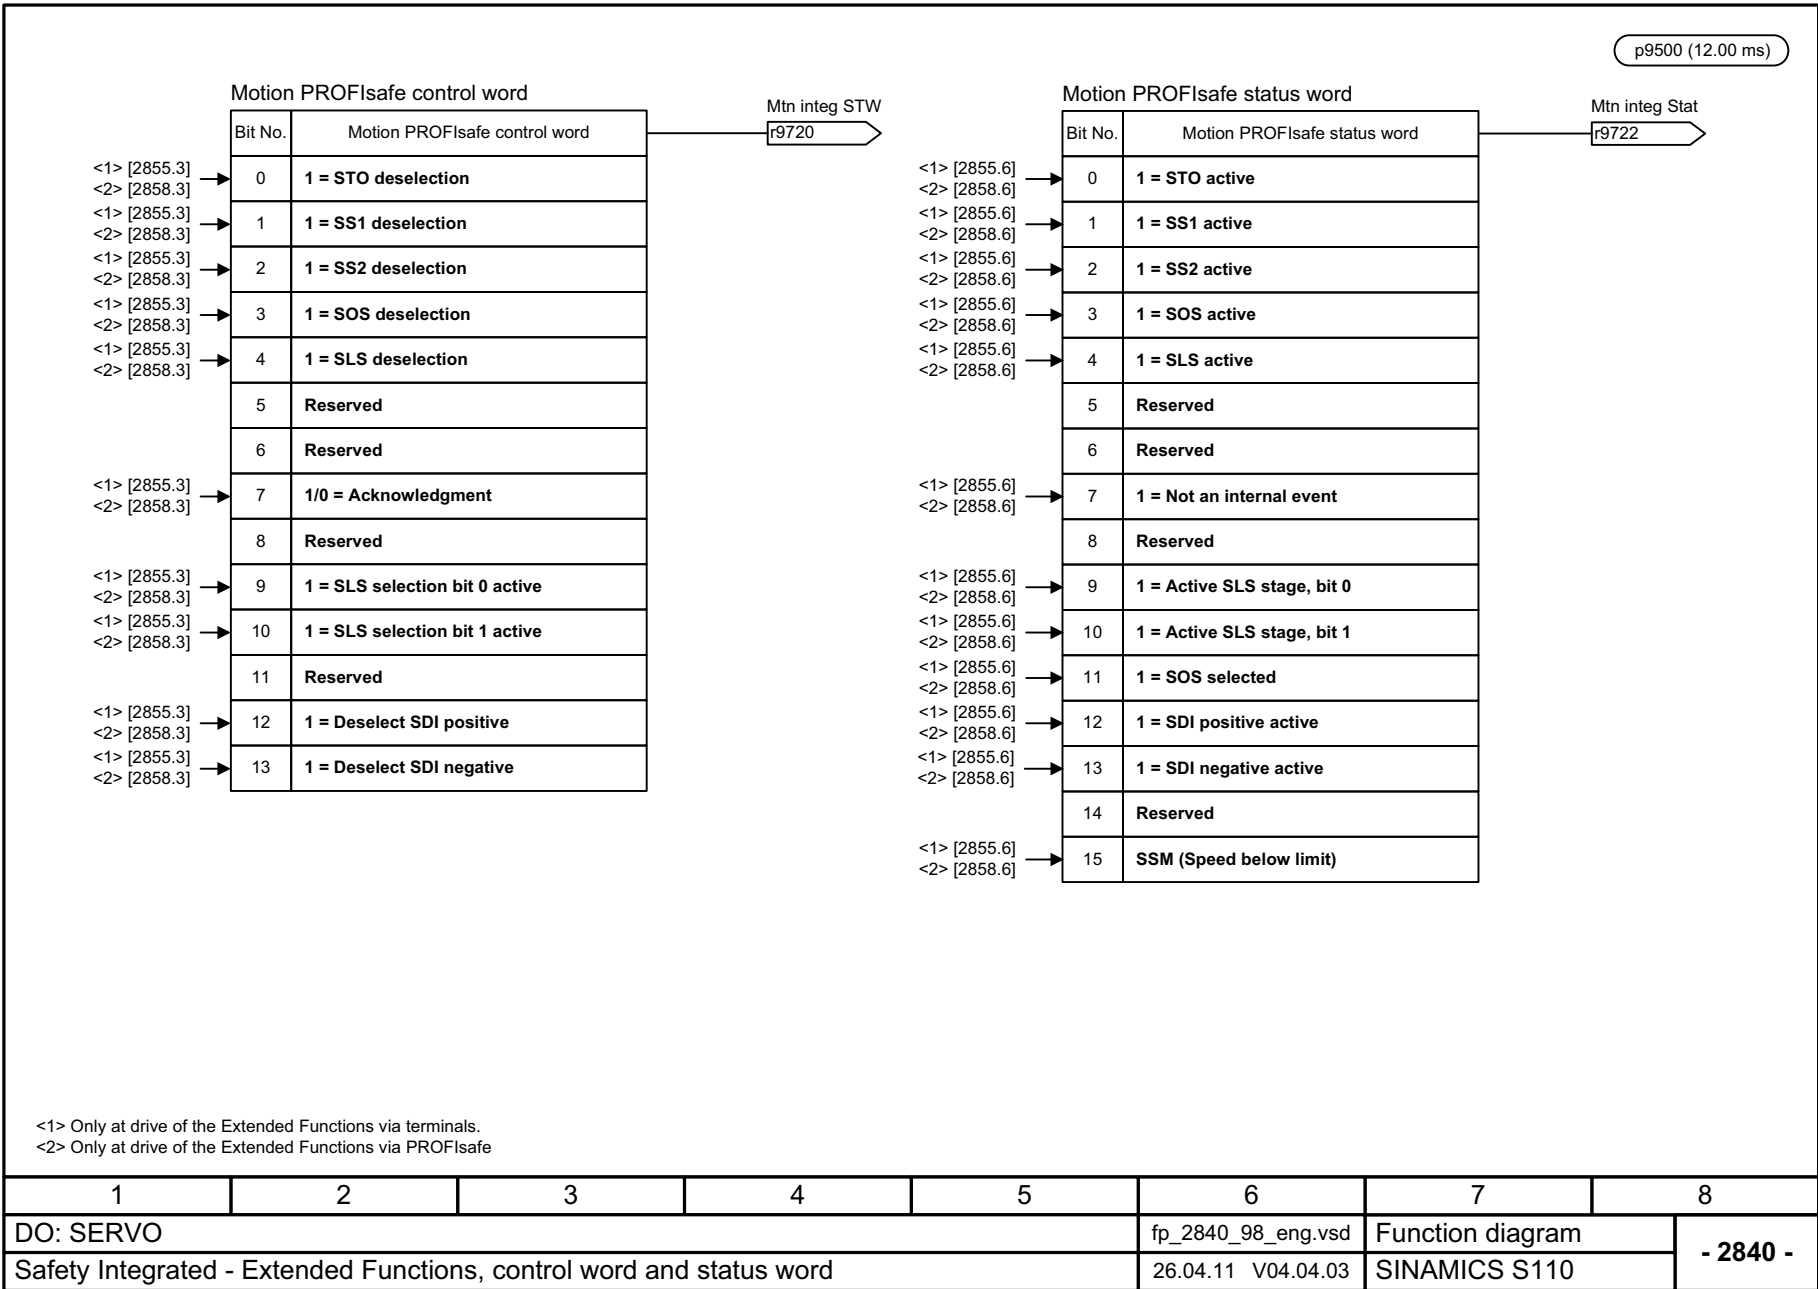 p9500 (12.00 ms)
Motion PROFIsafe control word
Mtn integ STW
Bit No. Motion PROFIsafe control word
r9720
<1> [2855.3]
<2> [2858.3]
0 1 = STO deselection
<1> [2855.3]
<2> [2858.3]
1 1 = SS1 deselection
<1> [2855.3]
<2> [2858.3]
2 1 = SS2 deselection
<1> [2855.3]
<2> [2858.3]
3 1 = SOS deselection
<1> [2855.3]
<2> [2858.3]
4 1 = SLS deselection
5 Reserved
6 Reserved
<1> [2855.3]
<2> [2858.3]
7 1/0 = Acknowledgment
8 Reserved
<1> [2855.3]
<2> [2858.3]
9 1 = SLS selection bit 0 active
<1> [2855.3]
<2> [2858.3]
10 1 = SLS selection bit 1 active
11 Reserved
<1> [2855.3]
<2> [2858.3]
12 1 = Deselect SDI positive
<1> [2855.3]
<2> [2858.3]
13 1 = Deselect SDI negative
Motion PROFIsafe status word
Mtn integ Stat
Bit No. Motion PROFIsafe status word
r9722
<1> [2855.6]
<2> [2858.6]
0 1 = STO active
<1> [2855.6]
<2> [2858.6]
1 1 = SS1 active
<1> [2855.6]
<2> [2858.6]
2 1 = SS2 active
<1> [2855.6]
<2> [2858.6]
3 1 = SOS active
<1> [2855.6]
<2> [2858.6]
4 1 = SLS active
5 Reserved
6 Reserved
<1> [2855.6]
<2> [2858.6]
7 1 = Not an internal event
8 Reserved
<1> [2855.6]
<2> [2858.6]
9 1 = Active SLS stage, bit 0
<1> [2855.6]
<2> [2858.6]
10 1 = Active SLS stage, bit 1
<1> [2855.6]
<2> [2858.6]
11 1 = SOS selected
<1> [2855.6]
<2> [2858.6]
12 1 = SDI positive active
<1> [2855.6]
<2> [2858.6]
13 1 = SDI negative active
14 Reserved
<1> [2855.6]
<2> [2858.6]
15 SSM (Speed below limit)
<1> Only at drive of the Extended Functions via terminals.
<2> Only at drive of the Extended Functions via PROFIsafe
1 2 3 4 5 6 7 8
DO: SERVO
fp_2840_98_eng.vsd
Function diagram
- 2840 -
Safety Integrated - Extended Functions, control word and status word
26.04.11 V04.04.03
SINAMICS S110